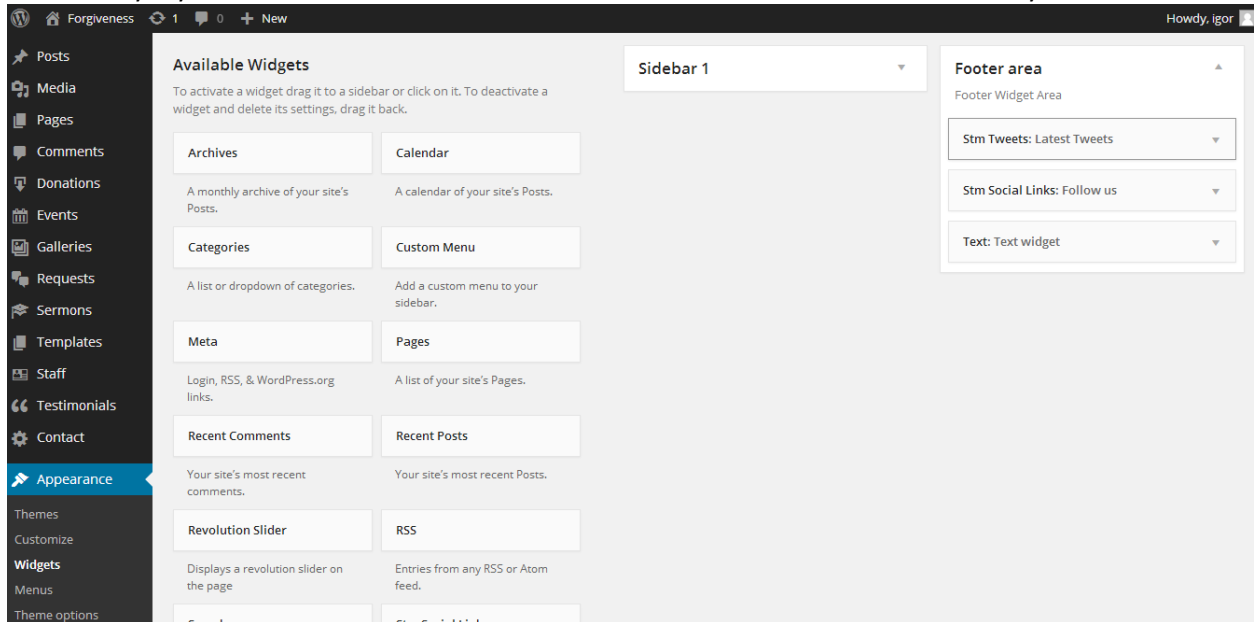 Forgiveness 1 0 + New Howdy, igor
Posts
Media
Pages
Comments
Donations
Events
Galleries
Requests
Sermons
Templates
Staff
Testimonials
Contact
Appearance
Themes
Customize
Widgets
Menus
Theme options
Available Widgets
To activate a widget drag it to a sidebar or click on it. To deactivate a
widget and delete its settings, drag it back.
Archives
A monthly archive of your site's
Posts.
Calendar
A calendar of your site's Posts.
Categories
A list or dropdown of categories.
Custom Menu
Add a custom menu to your
sidebar.
Meta
Login, RSS, & WordPress.org
links.
Pages
A list of your site's Pages.
Recent Comments
Your site's most recent
comments.
Recent Posts
Your site's most recent Posts.
Revolution Slider
Displays a revolution slider on
the page
RSS
Entries from any RSS or Atom
feed.
Sidebar 1
Footer area
Footer Widget Area
Stm Tweets: Latest Tweets
Stm Social Links: Follow us
Text: Text widget